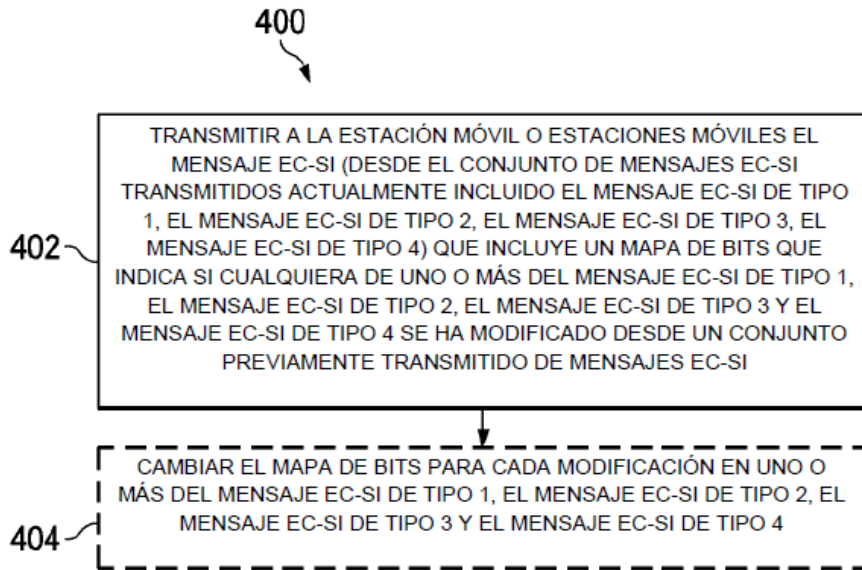 400
TRANSMITIR A LA ESTACIÓN MÓVIL O ESTACIONES MÓVILES EL
MENSAJE EC-SI (DESDE EL CONJUNTO DE MENSAJES EC-SI
TRANSMITIDOS ACTUALMENTE INCLUIDO EL MENSAJE EC-SI DE TIPO
1, EL MENSAJE EC-SI DE TIPO 2, EL MENSAJE EC-SI DE TIPO 3, EL
MENSAJE EC-SI DE TIPO 4) QUE INCLUYE UN MAPA DE BITS QUE
INDICA SI CUALQUIERA DE UNO O MÁS DEL MENSAJE EC-SI DE TIPO 1,
EL MENSAJE EC-SI DE TIPO 2, EL MENSAJE EC-SI DE TIPO 3 Y EL
MENSAJE EC-SI DE TIPO 4 SE HA MODIFICADO DESDE UN CONJUNTO
PREVIAMENTE TRANSMITIDO DE MENSAJES EC-SI
402
CAMBIAR EL MAPA DE BITS PARA CADA MODIFICACIÓN EN UNO O
MÁS DEL MENSAJE EC-SI DE TIPO 1, EL MENSAJE EC-SI DE TIPO 2, EL
MENSAJE EC-SI DE TIPO 3 Y EL MENSAJE EC-SI DE TIPO 4
404